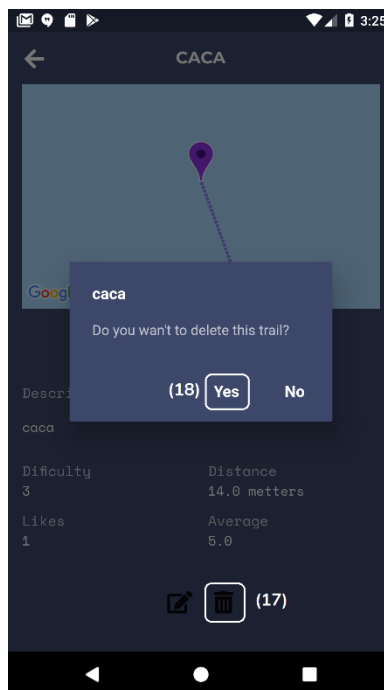 3:25
CACA
Googl
caca
Do you wan't to delete this trail?
(18) Yes No
Descri
caca
Dificulty Distance
3 14.0 metters
Likes Average
1 5.0
(17)